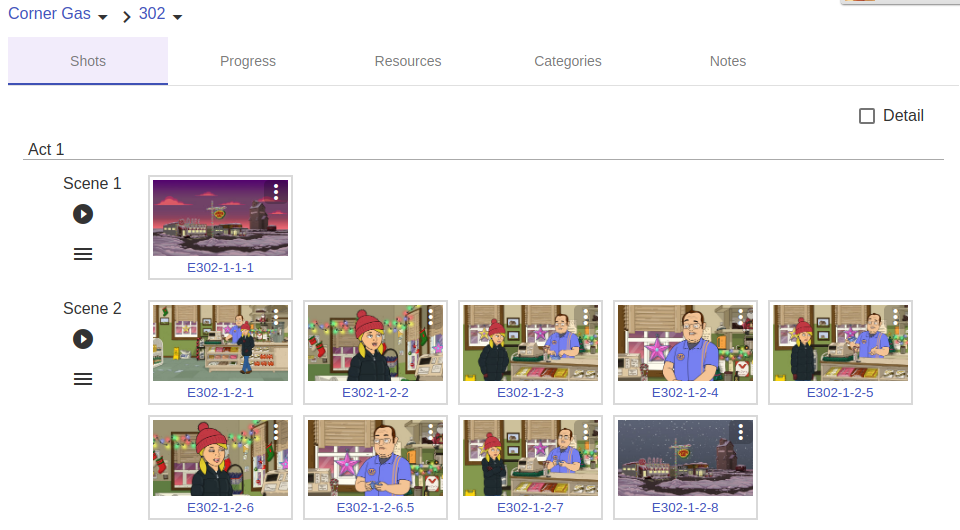 Corner Gas 302
Shots Progress Resources Categories Notes
Detail
Act 1
Scene 1
E302-1-1-1
Scene 2
E302-1-2-1 E302-1-2-2 E302-1-2-3 E302-1-2-4 E302-1-2-5
E302-1-2-6 E302-1-2-6.5 E302-1-2-7 E302-1-2-8